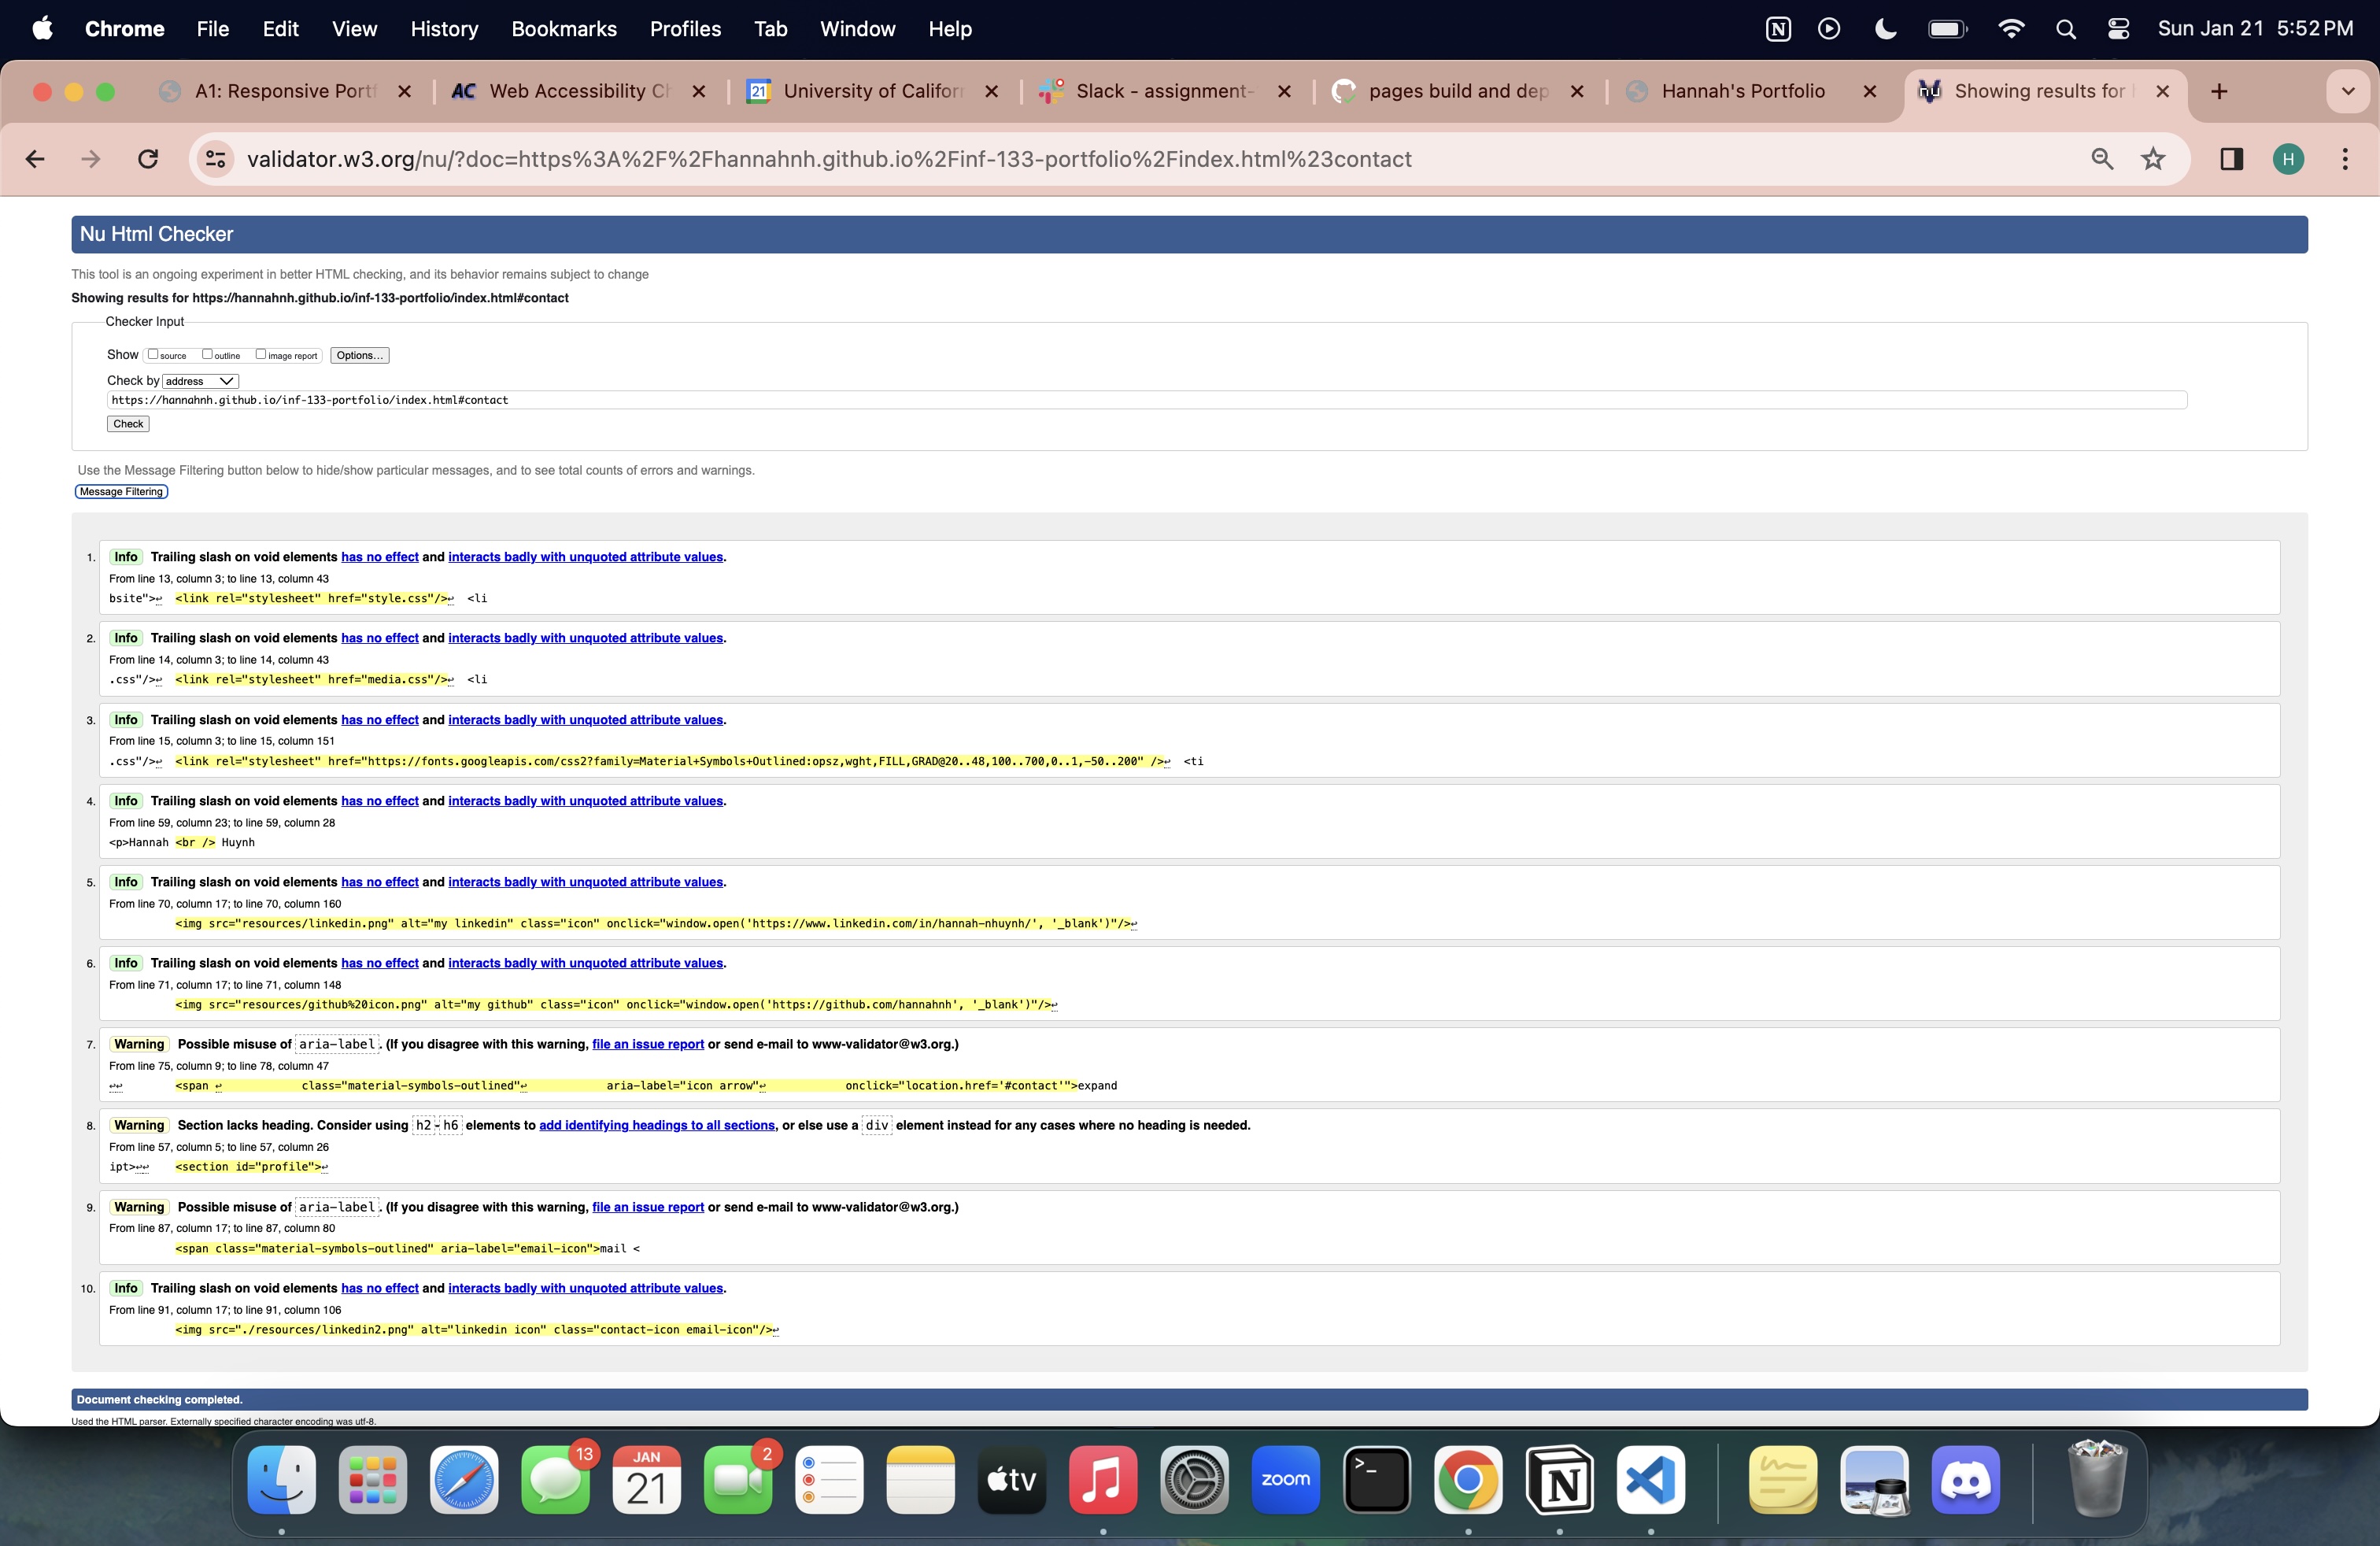 Chrome File Edit View History Bookmarks Profiles Tab Window Help Sun Jan 21 5:52 PM
A1: Responsive Portf AC Web Accessibility Ch 21 University of Californ Slack - assignment- pages build and dep Hannah's Portfolio nu Showing results for
validator.w3.org/nu/?doc=https%3A%2F%2Fhannahnh.github.io%2Finf-133-portfolio%2Findex.html%23contact H
Nu Html Checker
This tool is an ongoing experiment in better HTML checking, and its behavior remains subject to change
Showing results for https://hannahnh.github.io/inf-133-portfolio/index.html#contact
Checker Input
Show source outline image report Options...
Check by address
https://hannahnh.github.io/inf-133-portfolio/index.html#contact
Check
Use the Message Filtering button below to hide/show particular messages, and to see total counts of errors and warnings.
Message Filtering
1. Info Trailing slash on void elements has no effect and interacts badly with unquoted attribute values.
From line 13, column 3; to line 13, column 43
bsite">↩ <link rel="stylesheet" href="style.css"/>↩ <li
2. Info Trailing slash on void elements has no effect and interacts badly with unquoted attribute values.
From line 14, column 3; to line 14, column 43
.css"/>↩ <link rel="stylesheet" href="media.css"/>↩ <li
3. Info Trailing slash on void elements has no effect and interacts badly with unquoted attribute values.
From line 15, column 3; to line 15, column 151
.css"/>↩ <link rel="stylesheet" href="https://fonts.googleapis.com/css2?family=Material+Symbols+Outlined:opsz,wght,FILL,GRAD@20..48,100..700,0..1,-50..200" />↩ <ti
4. Info Trailing slash on void elements has no effect and interacts badly with unquoted attribute values.
From line 59, column 23; to line 59, column 28
<p>Hannah <br /> Huynh
5. Info Trailing slash on void elements has no effect and interacts badly with unquoted attribute values.
From line 70, column 17; to line 70, column 160
<img src="resources/linkedin.png" alt="my linkedin" class="icon" onclick="window.open('https://www.linkedin.com/in/hannah-nhuynh/', '_blank')"/>↩
6. Info Trailing slash on void elements has no effect and interacts badly with unquoted attribute values.
From line 71, column 17; to line 71, column 148
<img src="resources/github%20icon.png" alt="my github" class="icon" onclick="window.open('https://github.com/hannahnh', '_blank')"/>↩
7. Warning Possible misuse of aria-label. (If you disagree with this warning, file an issue report or send e-mail to www-validator@w3.org.)
From line 75, column 9; to line 78, column 47
↩↩ <span ↩ class="material-symbols-outlined"↩ aria-label="icon arrow"↩ onclick="location.href='#contact'">expand
8. Warning Section lacks heading. Consider using h2-h6 elements to add identifying headings to all sections, or else use a div element instead for any cases where no heading is needed.
From line 57, column 5; to line 57, column 26
ipt>↩↩ <section id="profile">↩
9. Warning Possible misuse of aria-label. (If you disagree with this warning, file an issue report or send e-mail to www-validator@w3.org.)
From line 87, column 17; to line 87, column 80
<span class="material-symbols-outlined" aria-label="email-icon">mail <
10. Info Trailing slash on void elements has no effect and interacts badly with unquoted attribute values.
From line 91, column 17; to line 91, column 106
<img src="./resources/linkedin2.png" alt="linkedin icon" class="contact-icon email-icon"/>↩
Document checking completed.
Used the HTML parser. Externally specified character encoding was utf-8.
13 JAN 21 2 tv zoom >_ N